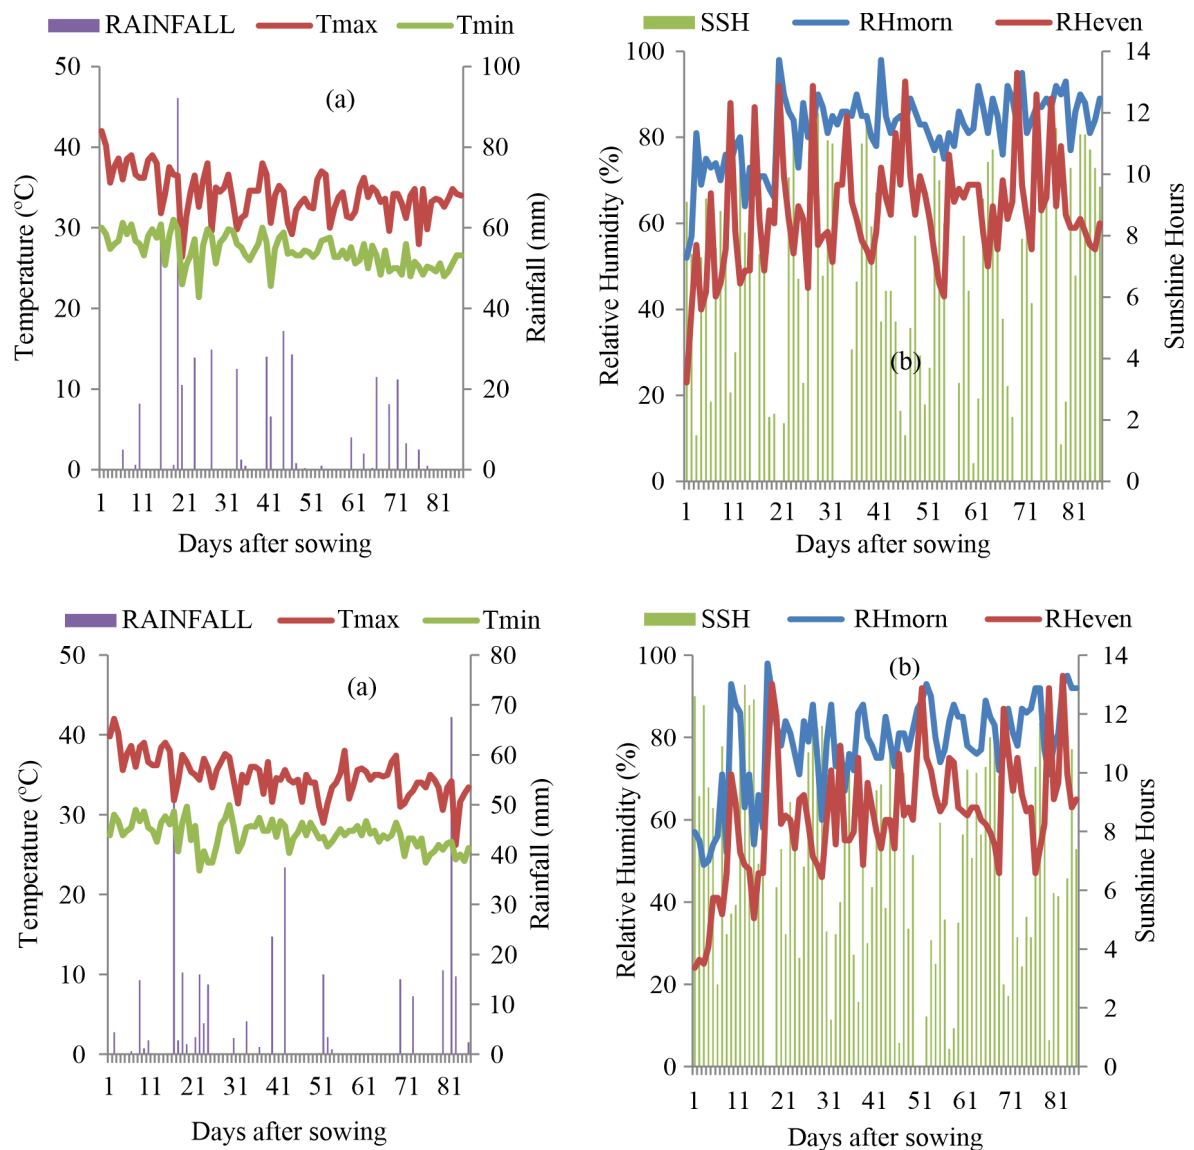 RAINFALL Tmax Tmin
50 100
40 80
30 60
20 40
10 20
0 0
(a)
Temperature (°C)
Rainfall (mm)
1 11 21 31 41 51 61 71 81
Days after sowing
SSH RHmorn RHeven
100 14
12
80 10
60 8
6
40 4
20 2
0 0
(b)
Relative Humidity (%)
Sunshine Hours
1 11 21 31 41 51 61 71 81
Days after sowing
RAINFALL Tmax Tmin
50 80
70
40 60
30 50
40
20 30
10 20
10
0 0
(a)
Temperature (°C)
Rainfall (mm)
1 11 21 31 41 51 61 71 81
Days after sowing
SSH RHmorn RHeven
100 14
12
80 10
60 8
6
40 4
20 2
0 0
(b)
Relative Humidity (%)
Sunshine Hours
1 11 21 31 41 51 61 71 81
Days after sowing